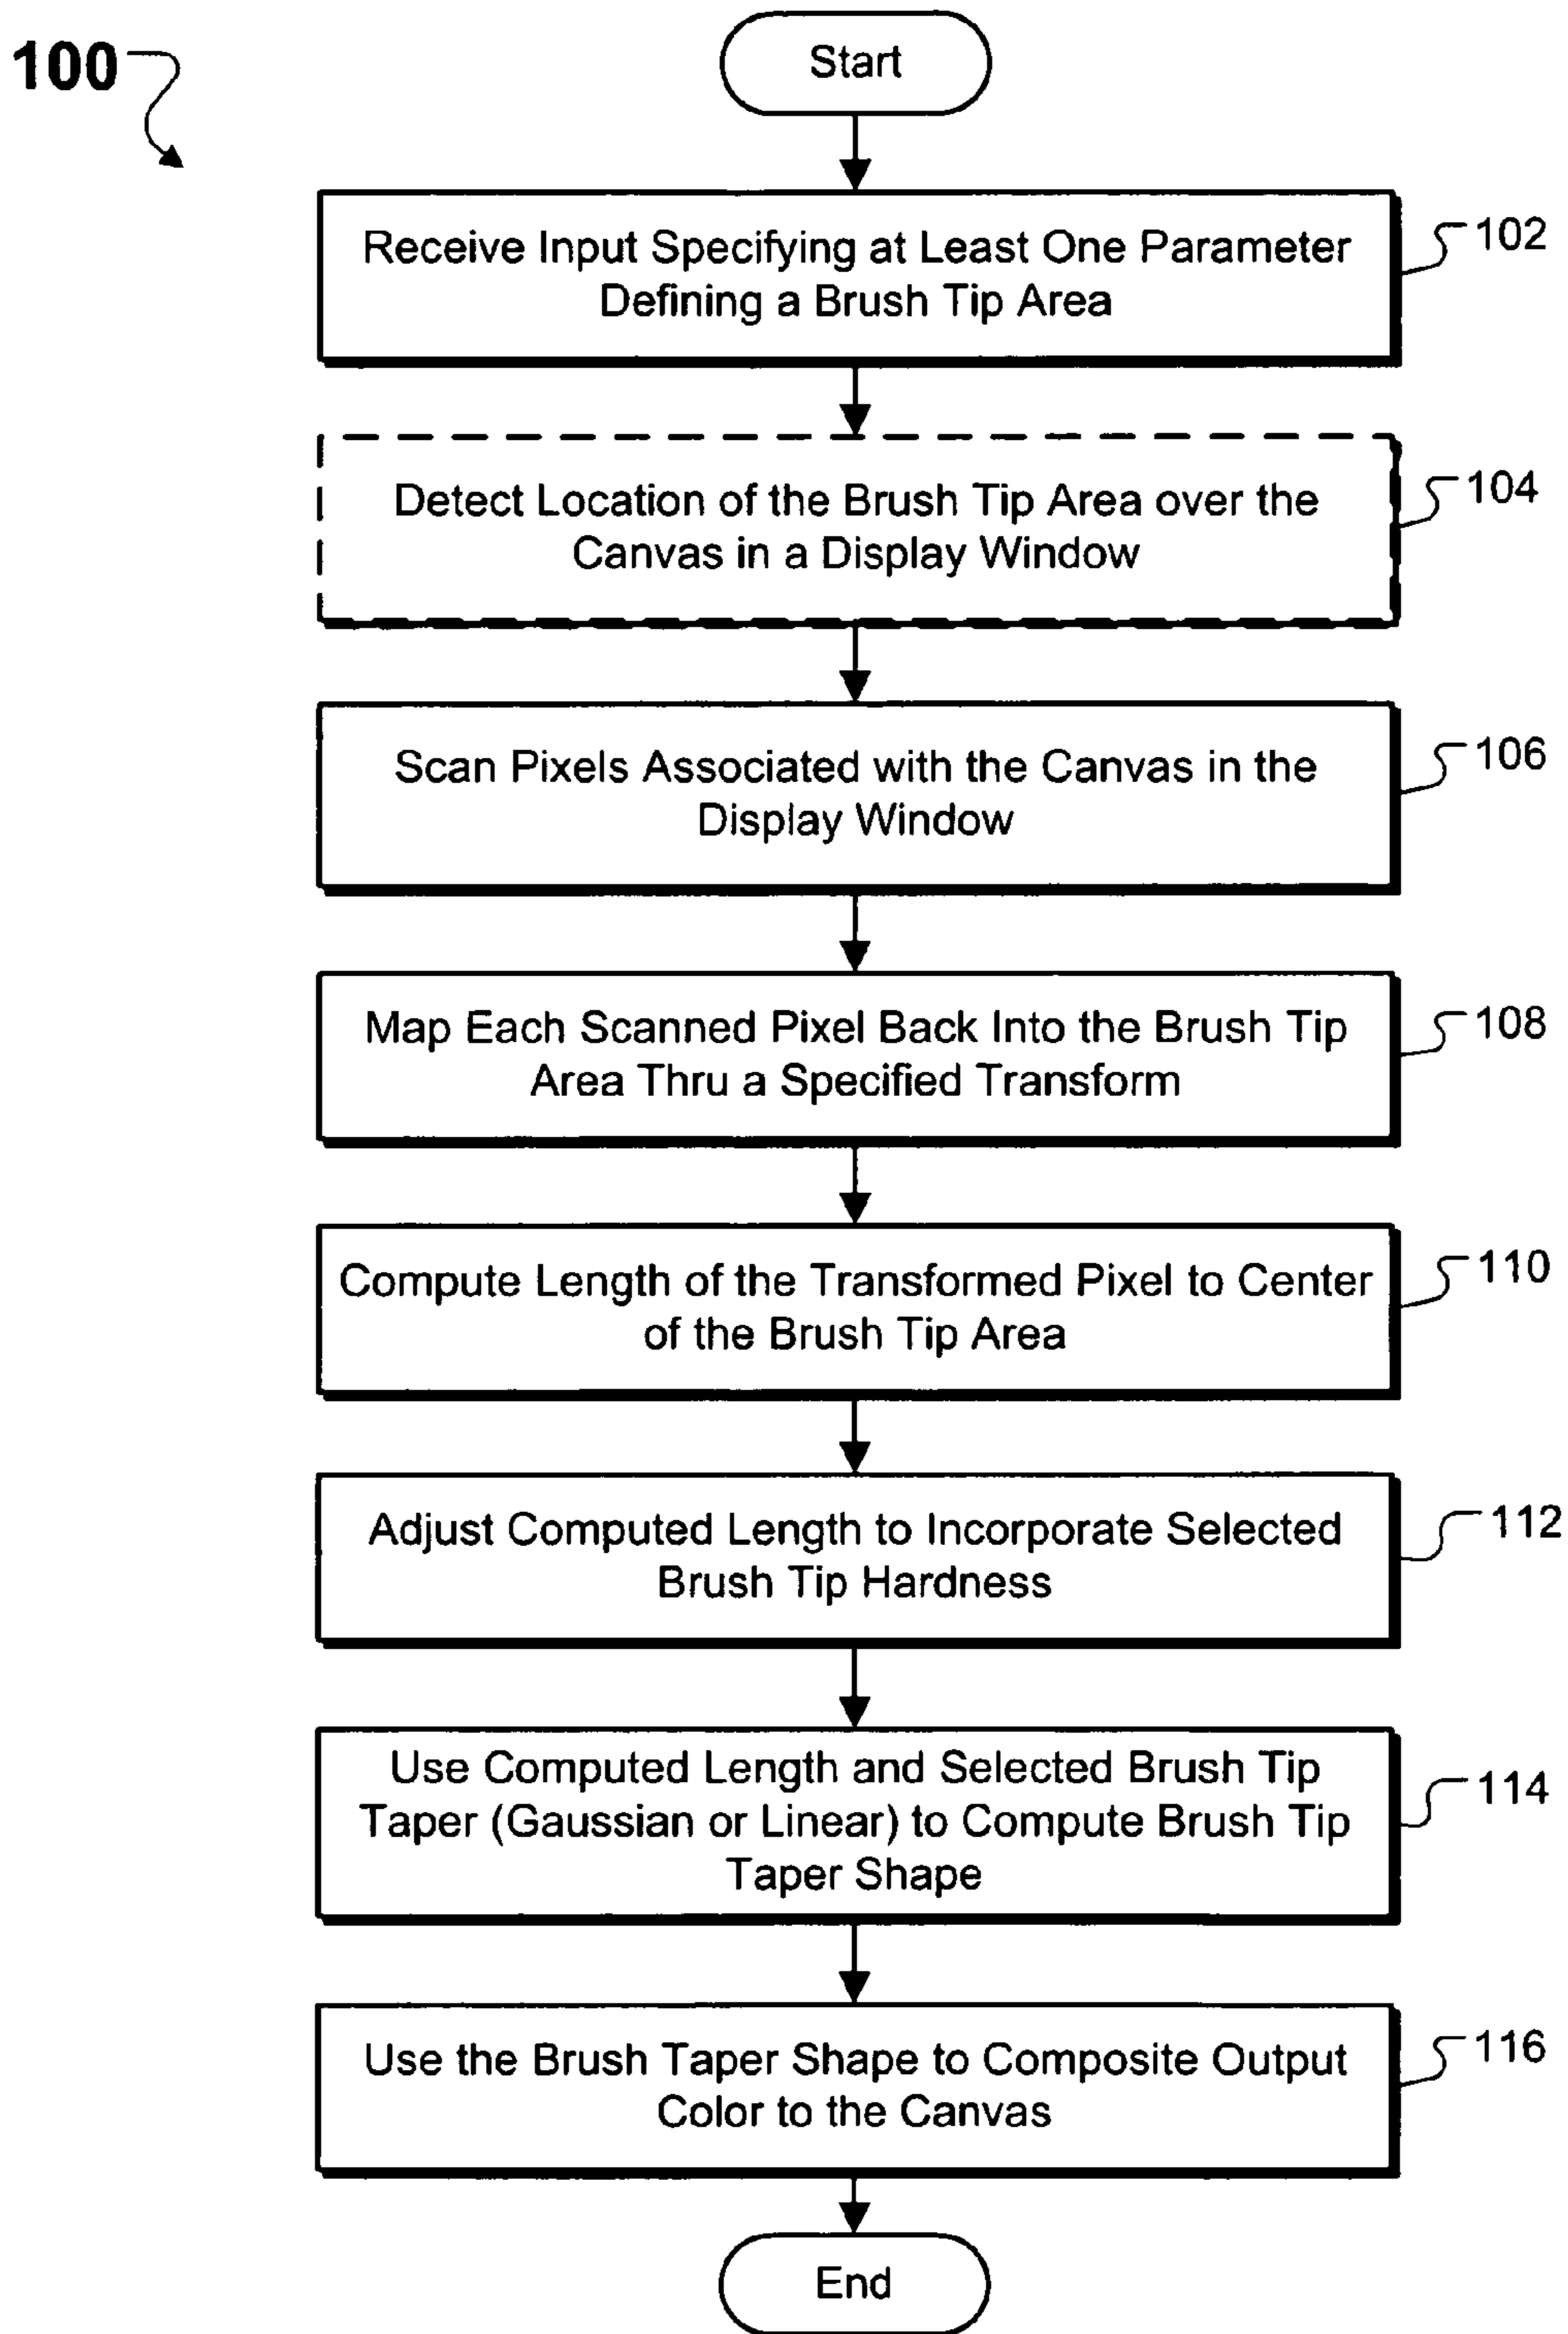 100
Start
Receive Input Specifying at Least One Parameter
Defining a Brush Tip Area
102
Detect Location of the Brush Tip Area over the
Canvas in a Display Window
104
Scan Pixels Associated with the Canvas in the
Display Window
106
Map Each Scanned Pixel Back Into the Brush Tip
Area Thru a Specified Transform
108
Compute Length of the Transformed Pixel to Center
of the Brush Tip Area
110
Adjust Computed Length to Incorporate Selected
Brush Tip Hardness
112
Use Computed Length and Selected Brush Tip
Taper (Gaussian or Linear) to Compute Brush Tip
Taper Shape
114
Use the Brush Taper Shape to Composite Output
Color to the Canvas
116
End